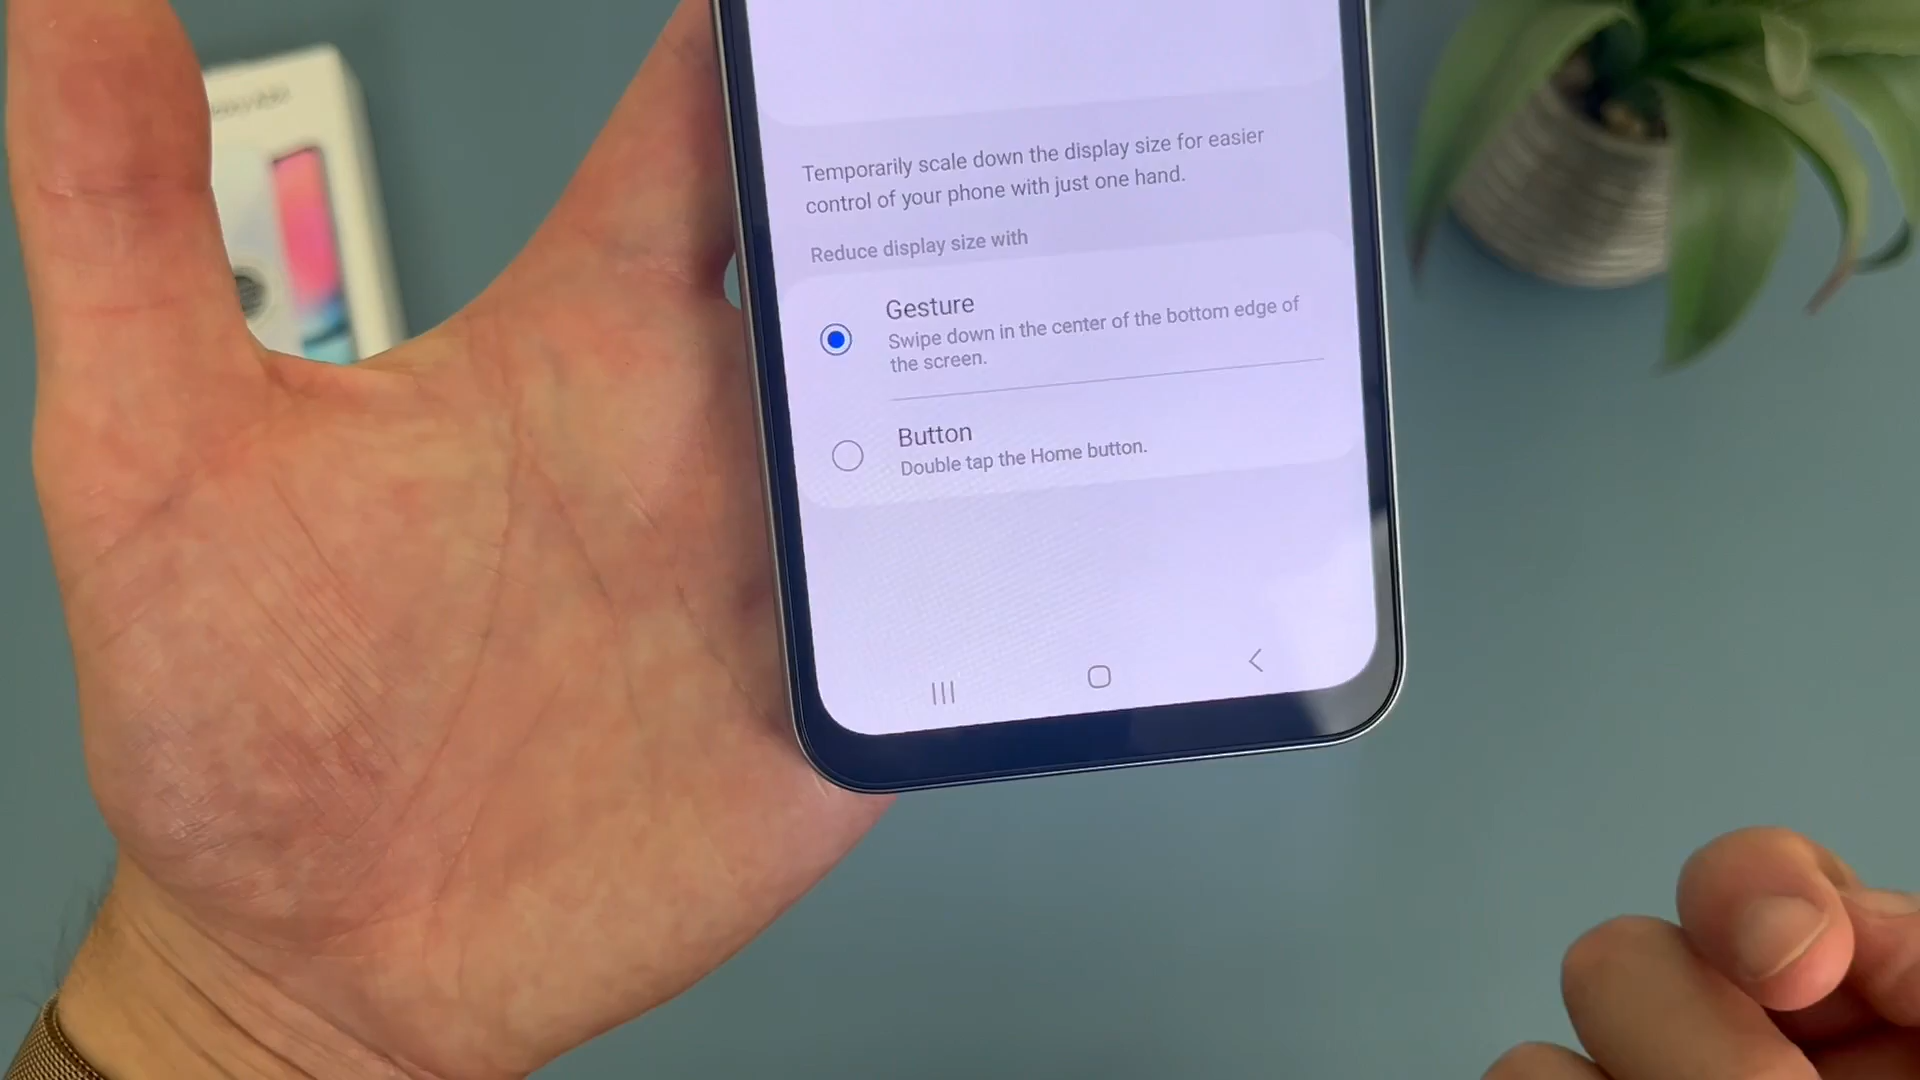 Temporarily scale down the display size for easier
control of your phone with just one hand.
Reduce display size with
Gesture
Swipe down in the center of the bottom edge of
the screen.
Button
Double tap the Home button.